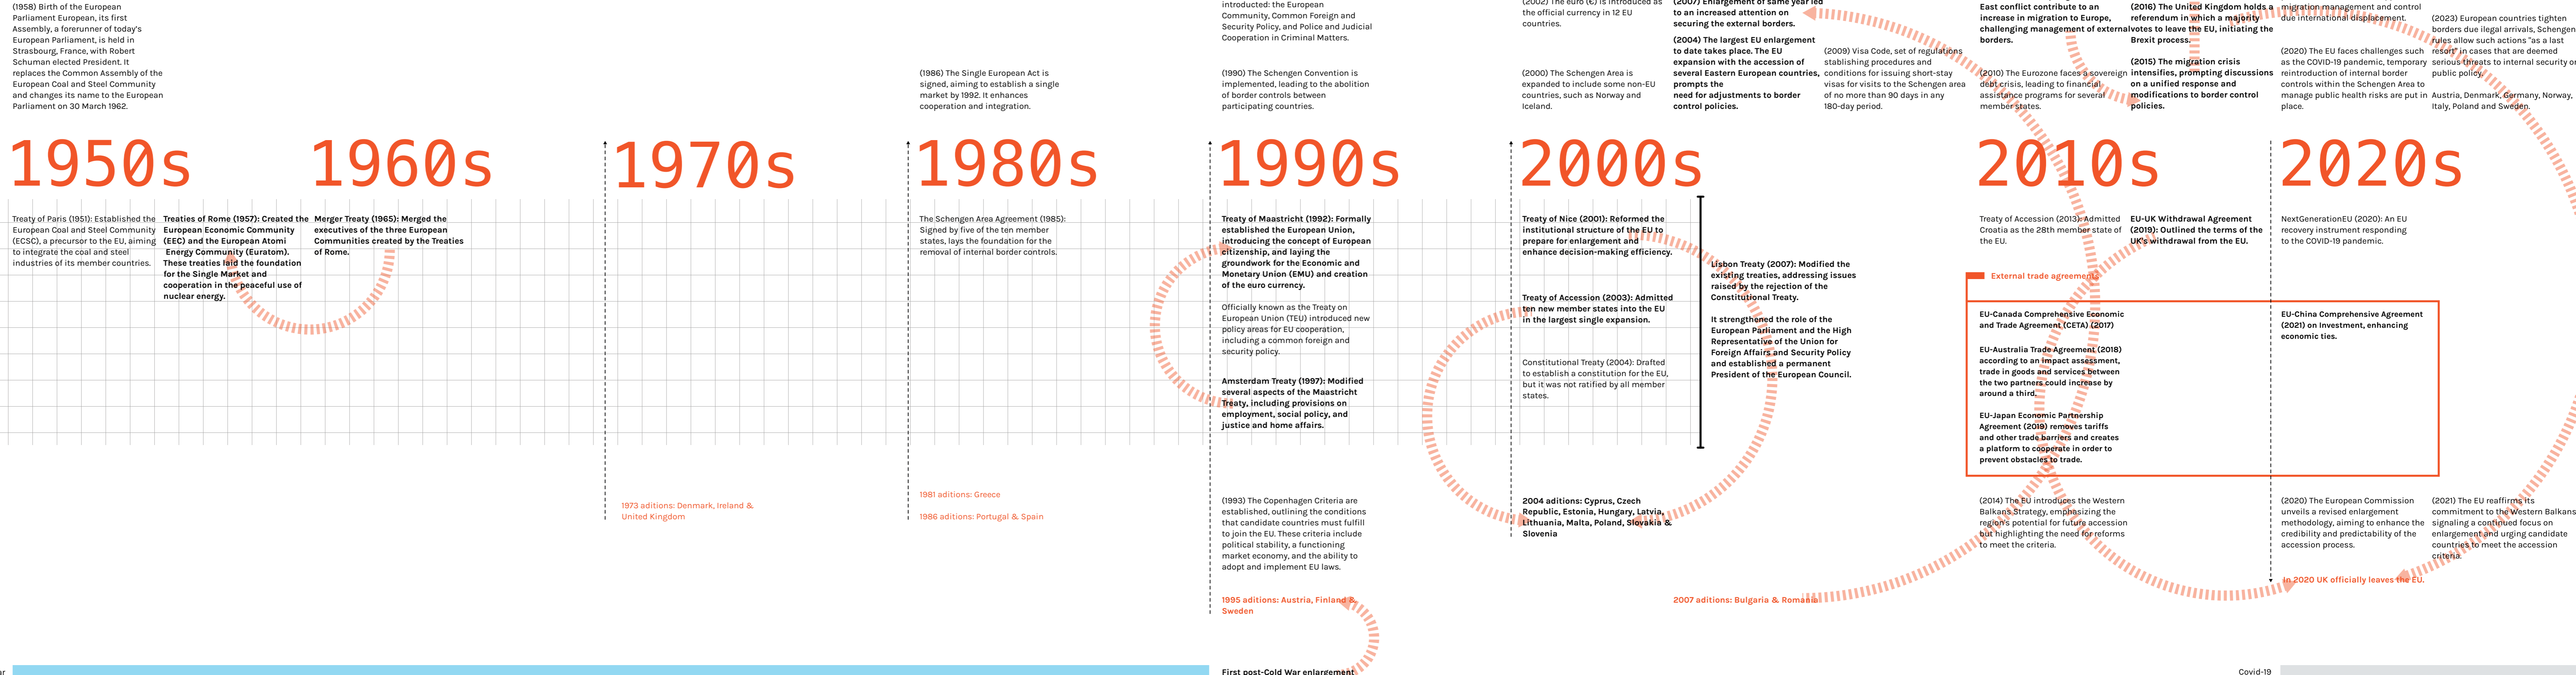 (1958) Birth of the European
Parliament European, its first
Assembly, a forerunner of today's
European Parliament, is held in
Strasbourg, France, with Robert
Schuman elected President. It
replaces the Common Assembly of the
European Coal and Steel Community
and changes its name to the European
Parliament on 30 March 1962.
(1986) The Single European Act is
signed, aiming to establish a single
market by 1992. It enhances
cooperation and integration.
introduced: the European
Community, Common Foreign and
Security Policy, and Police and Judicial
Cooperation in Criminal Matters.
(1990) The Schengen Convention is
implemented, leading to the abolition
of border controls between
participating countries.
(2002) The euro (€) is introduced as
the official currency in 12 EU
countries.
(2000) The Schengen Area is
expanded to include some non-EU
countries, such as Norway and
Iceland.
(2007) Enlargement of same year led
to an increased attention on
securing the external borders.
(2004) The largest EU enlargement
to date takes place. The EU
expansion with the accession of
several Eastern European countries,
prompts the
need for adjustments to border
control policies.
(2009) Visa Code, set of regulations
stablishing procedures and
conditions for issuing short-stay
visas for visits to the Schengen area
of no more than 90 days in any
180-day period.
East conflict contribute to an
increase in migration to Europe,
challenging management of external
borders.
(2010) The Eurozone faces a sovereign
debt crisis, leading to financial
assistance programs for several
member states.
(2016) The United Kingdom holds a
referendum in which a majority
votes to leave the EU, initiating the
Brexit process.
(2015) The migration crisis
intensifies, prompting discussions
on a unified response and
modifications to border control
policies.
migration management and control
due international displacement.
(2020) The EU faces challenges such
as the COVID-19 pandemic, temporary
reintroduction of internal border
controls within the Schengen Area to
manage public health risks are put in
place.
(2023) European countries tighten
borders due ilegal arrivals, Schengen
rules allow such actions "as a last
resort" in cases that are deemed
serious threats to internal security or
public policy.
Austria, Denmark, Germany, Norway,
Italy, Poland and Sweden.
1950s
1960s
1970s
1980s
1990s
2000s
2010s
2020s
Treaty of Paris (1951): Established the
European Coal and Steel Community
(ECSC), a precursor to the EU, aiming
to integrate the coal and steel
industries of its member countries.
Treaties of Rome (1957): Created the
European Economic Community
(EEC) and the European Atomi
Energy Community (Euratom).
These treaties laid the foundation
for the Single Market and
cooperation in the peaceful use of
nuclear energy.
Merger Treaty (1965): Merged the
executives of the three European
Communities created by the Treaties
of Rome.
The Schengen Area Agreement (1985):
Signed by five of the ten member
states, lays the foundation for the
removal of internal border controls.
Treaty of Maastricht (1992): Formally
established the European Union,
introducing the concept of European
citizenship, and laying the
groundwork for the Economic and
Monetary Union (EMU) and creation
of the euro currency.
Officially known as the Treaty on
European Union (TEU) introduced new
policy areas for EU cooperation,
including a common foreign and
security policy.
Amsterdam Treaty (1997): Modified
several aspects of the Maastricht
Treaty, including provisions on
employment, social policy, and
justice and home affairs.
Treaty of Nice (2001): Reformed the
institutional structure of the EU to
prepare for enlargement and
enhance decision-making efficiency.
Treaty of Accession (2003): Admitted
ten new member states into the EU
in the largest single expansion.
Constitutional Treaty (2004): Drafted
to establish a constitution for the EU,
but it was not ratified by all member
states.
Lisbon Treaty (2007): Modified the
existing treaties, addressing issues
raised by the rejection of the
Constitutional Treaty.
It strengthened the role of the
European Parliament and the High
Representative of the Union for
Foreign Affairs and Security Policy
and established a permanent
President of the European Council.
Treaty of Accession (2013): Admitted
Croatia as the 28th member state of
the EU.
EU-UK Withdrawal Agreement
(2019): Outlined the terms of the
UK's withdrawal from the EU.
NextGenerationEU (2020): An EU
recovery instrument responding
to the COVID-19 pandemic.
External trade agreement
EU-Canada Comprehensive Economic
and Trade Agreement (CETA) (2017)
EU-Australia Trade Agreement (2018)
according to an impact assessment,
trade in goods and services between
the two partners could increase by
around a third.
EU-Japan Economic Partnership
Agreement (2019) removes tariffs
and other trade barriers and creates
a platform to cooperate in order to
prevent obstacles to trade.
EU-China Comprehensive Agreement
(2021) on Investment, enhancing
economic ties.
1973 aditions: Denmark, Ireland &
United Kingdom
1981 aditions: Greece
1986 aditions: Portugal & Spain
(1993) The Copenhagen Criteria are
established, outlining the conditions
that candidate countries must fulfill
to join the EU. These criteria include
political stability, a functioning
market economy, and the ability to
adopt and implement EU laws.
1995 aditions: Austria, Finland &
Sweden
2004 aditions: Cyprus, Czech
Republic, Estonia, Hungary, Latvia,
Lithuania, Malta, Poland, Slovakia &
Slovenia
2007 aditions: Bulgaria & Romania
(2014) The EU introduces the Western
Balkans Strategy, emphasizing the
region's potential for future accession
but highlighting the need for reforms
to meet the criteria.
(2020) The European Commission
unveils a revised enlargement
methodology, aiming to enhance the
credibility and predictability of the
accession process.
(2021) The EU reaffirms its
commitment to the Western Balkans,
signaling a continued focus on
enlargement and urging candidate
countries to meet the accession
criteria.
In 2020 UK officially leaves the EU.
First post-Cold War enlargement
Covid-19